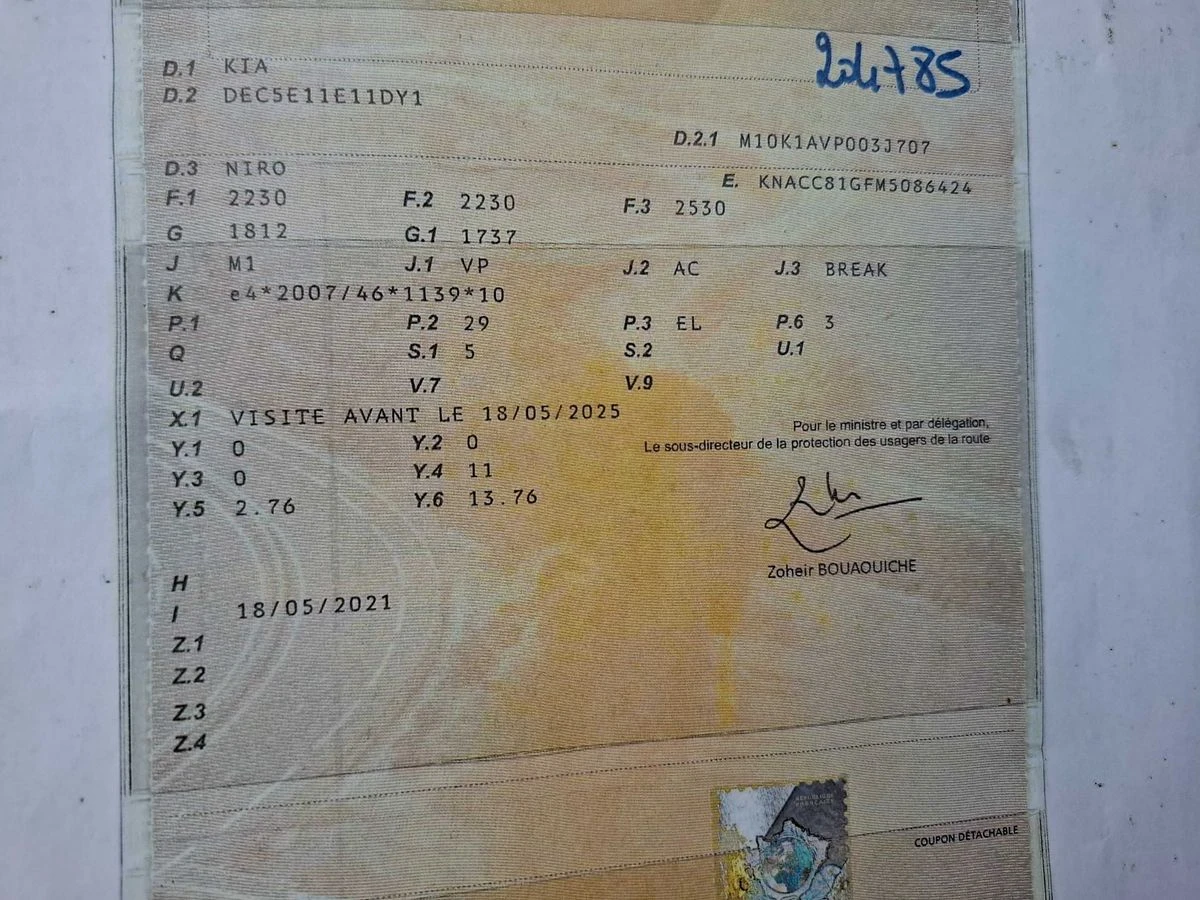 D.1 KIA
D.2 DEC5E11E11DY1
D.2.1 M10K1AVP003J707
D.3 NIRO
E. KNACC81GFM5086424
F.1 2230 F.2 2230 F.3 2530
G 1812 G.1 1737
J M1 J.1 VP J.2 AC J.3 BREAK
K e4*2007/46*1139*10
P.1 P.2 29 P.3 EL P.6 3
Q S.1 5 S.2 U.1
U.2 V.7 V.9
X.1 VISITE AVANT LE 18/05/2025
Y.1 0 Y.2 0
Y.3 0 Y.4 11
Y.5 2.76 Y.6 13.76
Pour le ministre et par délégation,
Le sous-directeur de la protection des usagers de la route
Zoheir BOUAOUICHE
H
I 18/05/2021
Z.1
Z.2
Z.3
Z.4
RÉPUBLIQUE
FRANÇAISE
COUPON DÉTACHABLE